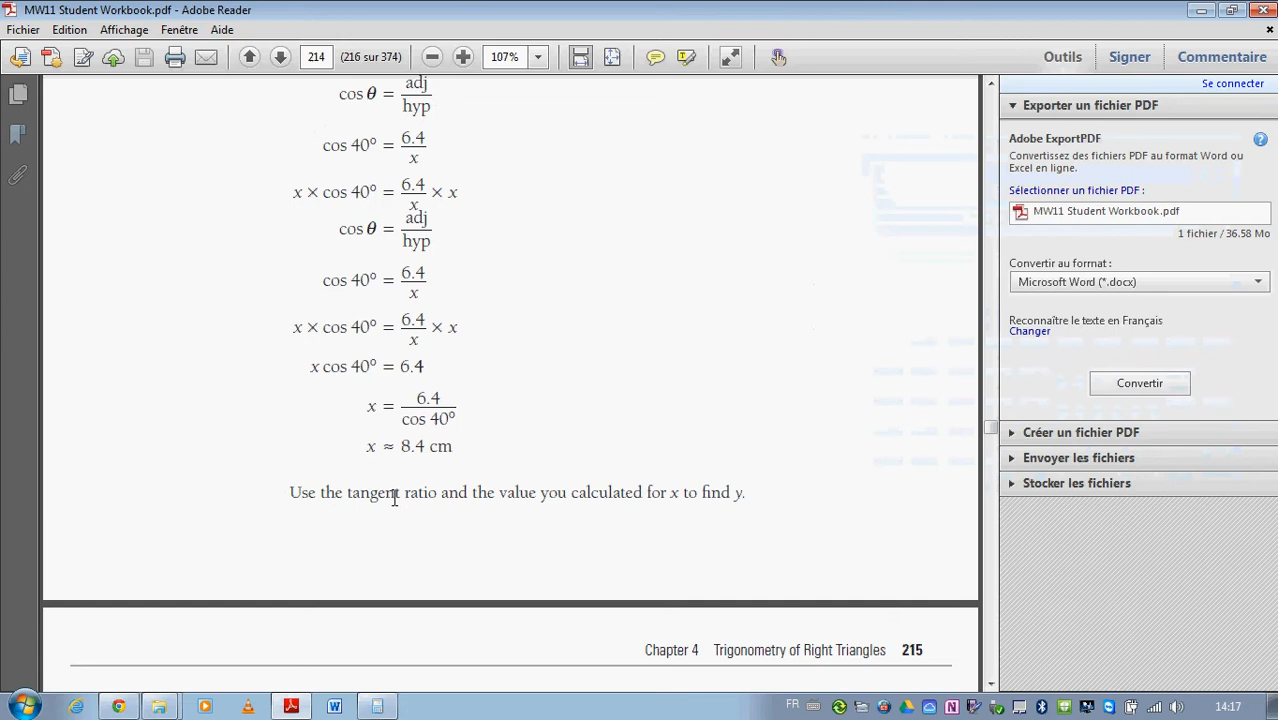 MW11 Student Workbook.pdf - Adobe Reader
Fichier Edition Affichage Fenêtre Aide
214 (216 sur 374) 107% Outils Signer Commentaire
cos θ = adj/hyp
cos 40° = 6.4/x
x × cos 40° = 6.4/x × x
cos θ = adj/hyp
cos 40° = 6.4/x
x × cos 40° = 6.4/x × x
x cos 40° = 6.4
x = 6.4/cos 40°
x ≈ 8.4 cm
Use the tangent ratio and the value you calculated for x to find y.
Chapter 4 Trigonometry of Right Triangles 215
Se connecter
Exporter un fichier PDF
Adobe ExportPDF
Convertissez des fichiers PDF au format Word ou
Excel en ligne.
Sélectionner un fichier PDF :
MW11 Student Workbook.pdf
1 fichier / 36.58 Mo
Convertir au format:
Microsoft Word (*.docx)
Reconnaître le texte en Français
Changer
Convertir
Créer un fichier PDF
Envoyer les fichiers
Stocker les fichiers
FR 14:17